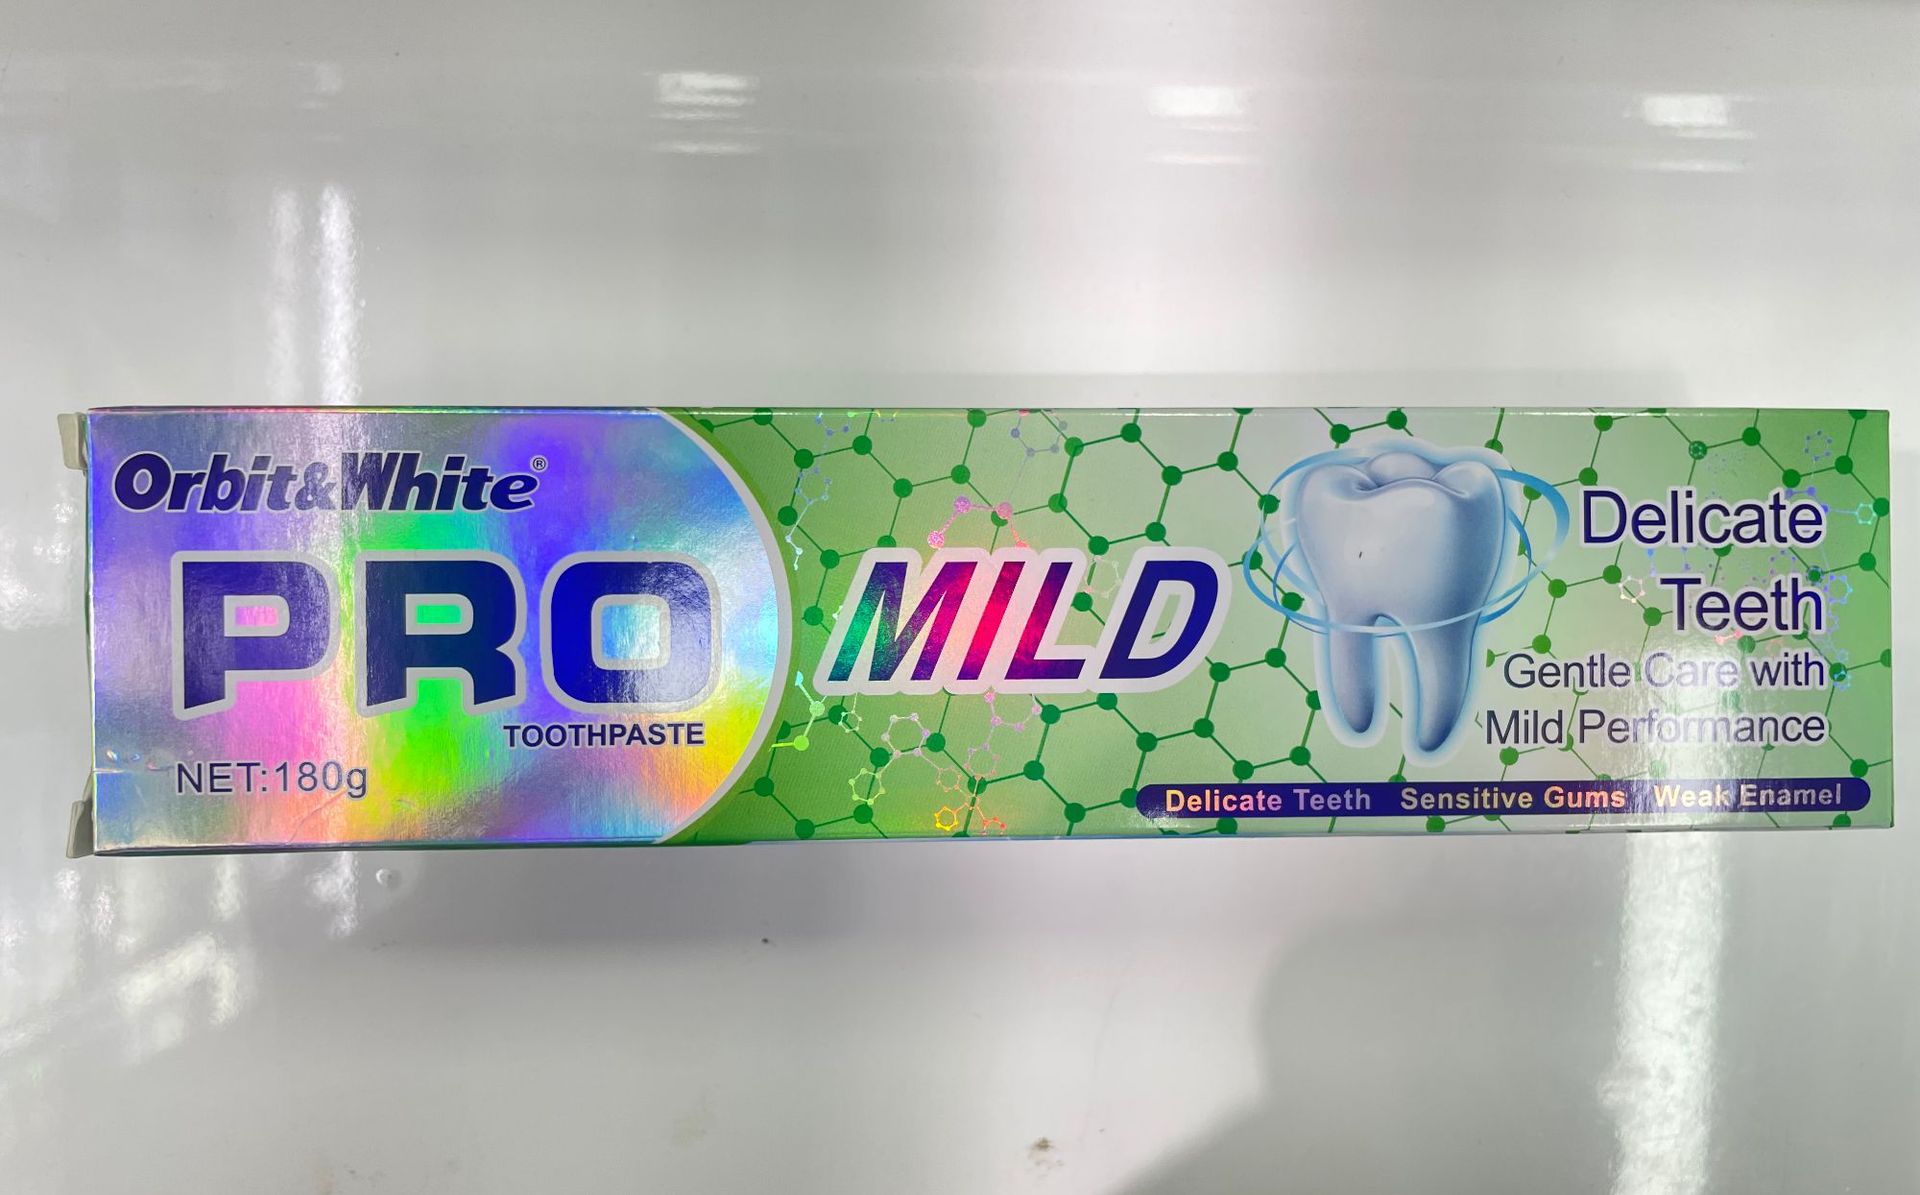 Orbit&White®
PRO
TOOTHPASTE
NET:180g
MILD
Delicate
Teeth
Gentle Care with
Mild Performance
Delicate Teeth Sensitive Gums Weak Enamel